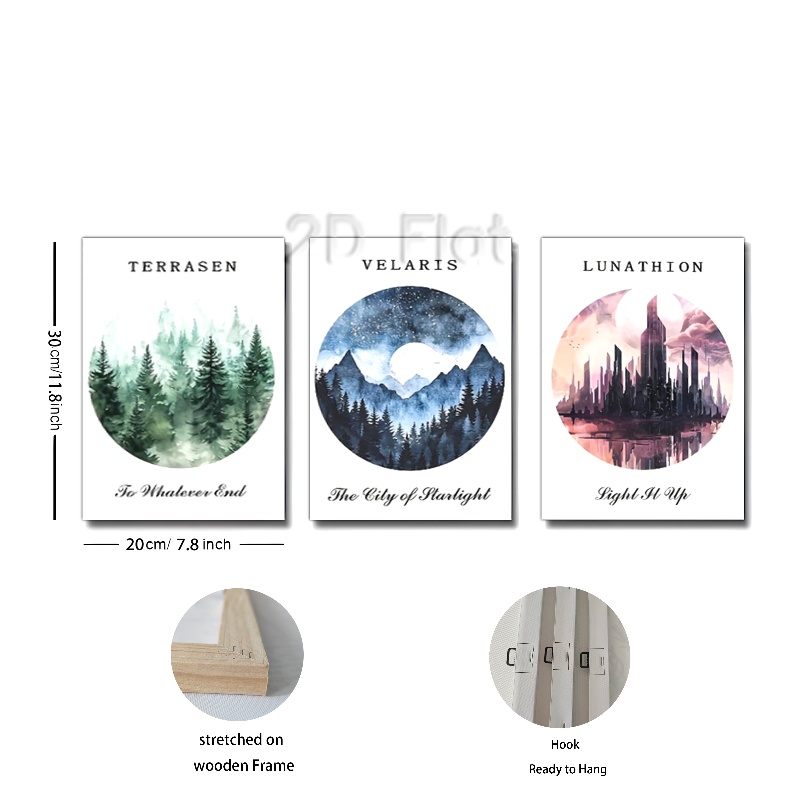 2D Flat
TERRASEN
VELARIS
LUNATHION
30cm/11.8inch
To Whatever End
The City of Starlight
Light It Up
20cm/ 7.8 inch
stretched on
wooden Frame
Hook
Ready to Hang